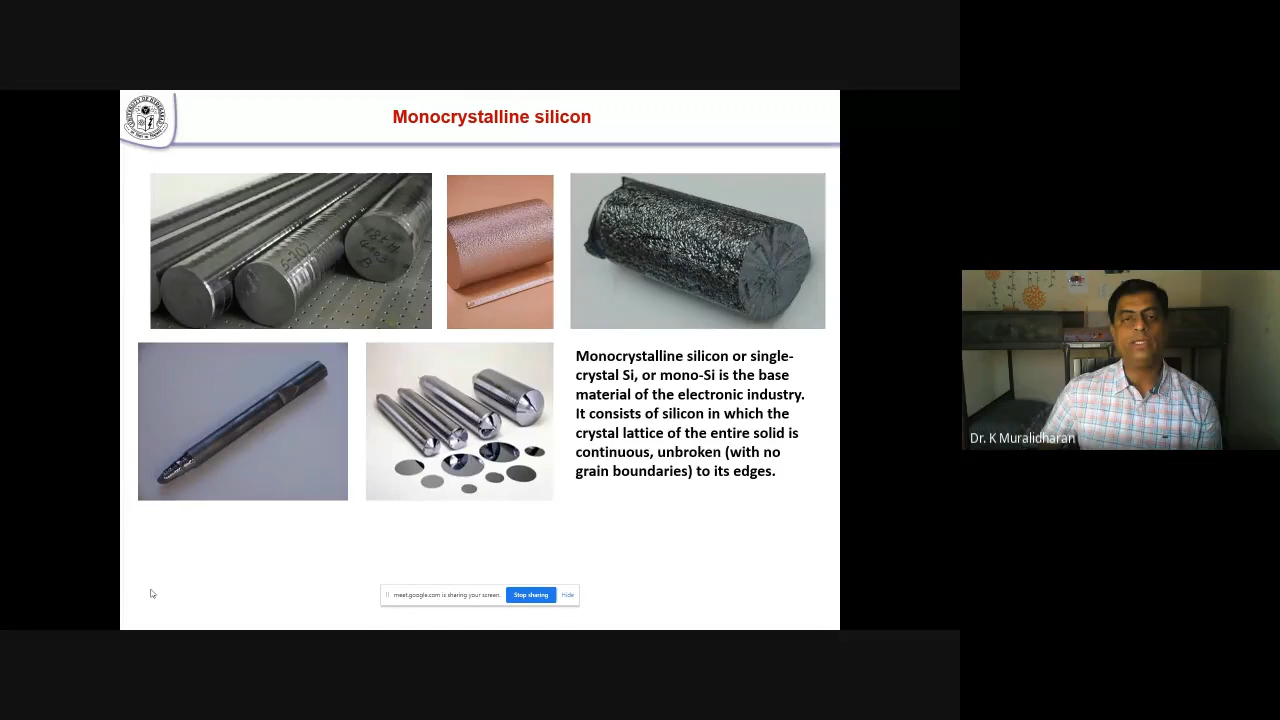 Monocrystalline silicon
Monocrystalline silicon or single-
crystal Si, or mono-Si is the base
material of the electronic industry.
It consists of silicon in which the
crystal lattice of the entire solid is
continuous, unbroken (with no
grain boundaries) to its edges.
Dr. K Muralidharan
meet.google.com is sharing your screen.
Stop sharing
Hide